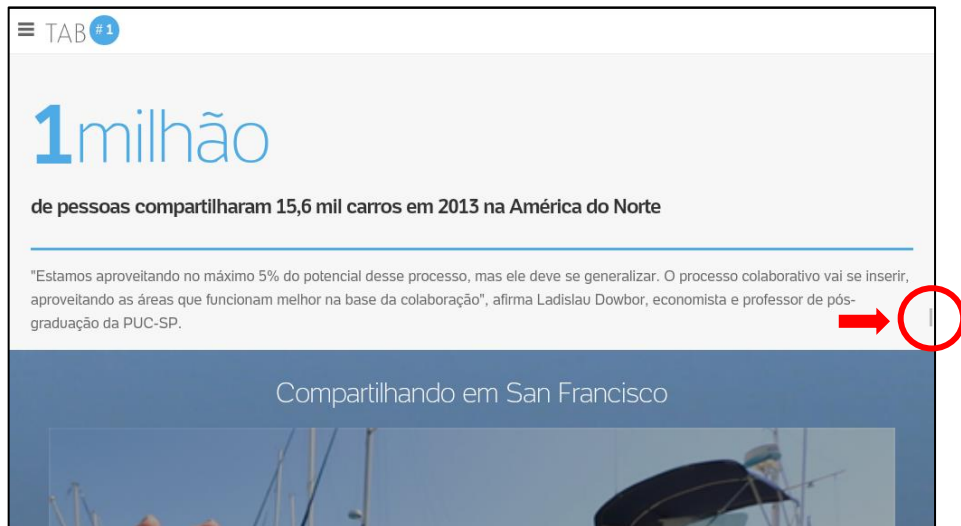 TAB #1
1milhão
de pessoas compartilharam 15,6 mil carros em 2013 na América do Norte
"Estamos aproveitando no máximo 5% do potencial desse processo, mas ele deve se generalizar. O processo colaborativo vai se inserir,
aproveitando as áreas que funcionam melhor na base da colaboração", afirma Ladislau Dowbor, economista e professor de pós-
graduação da PUC-SP.
Compartilhando em San Francisco